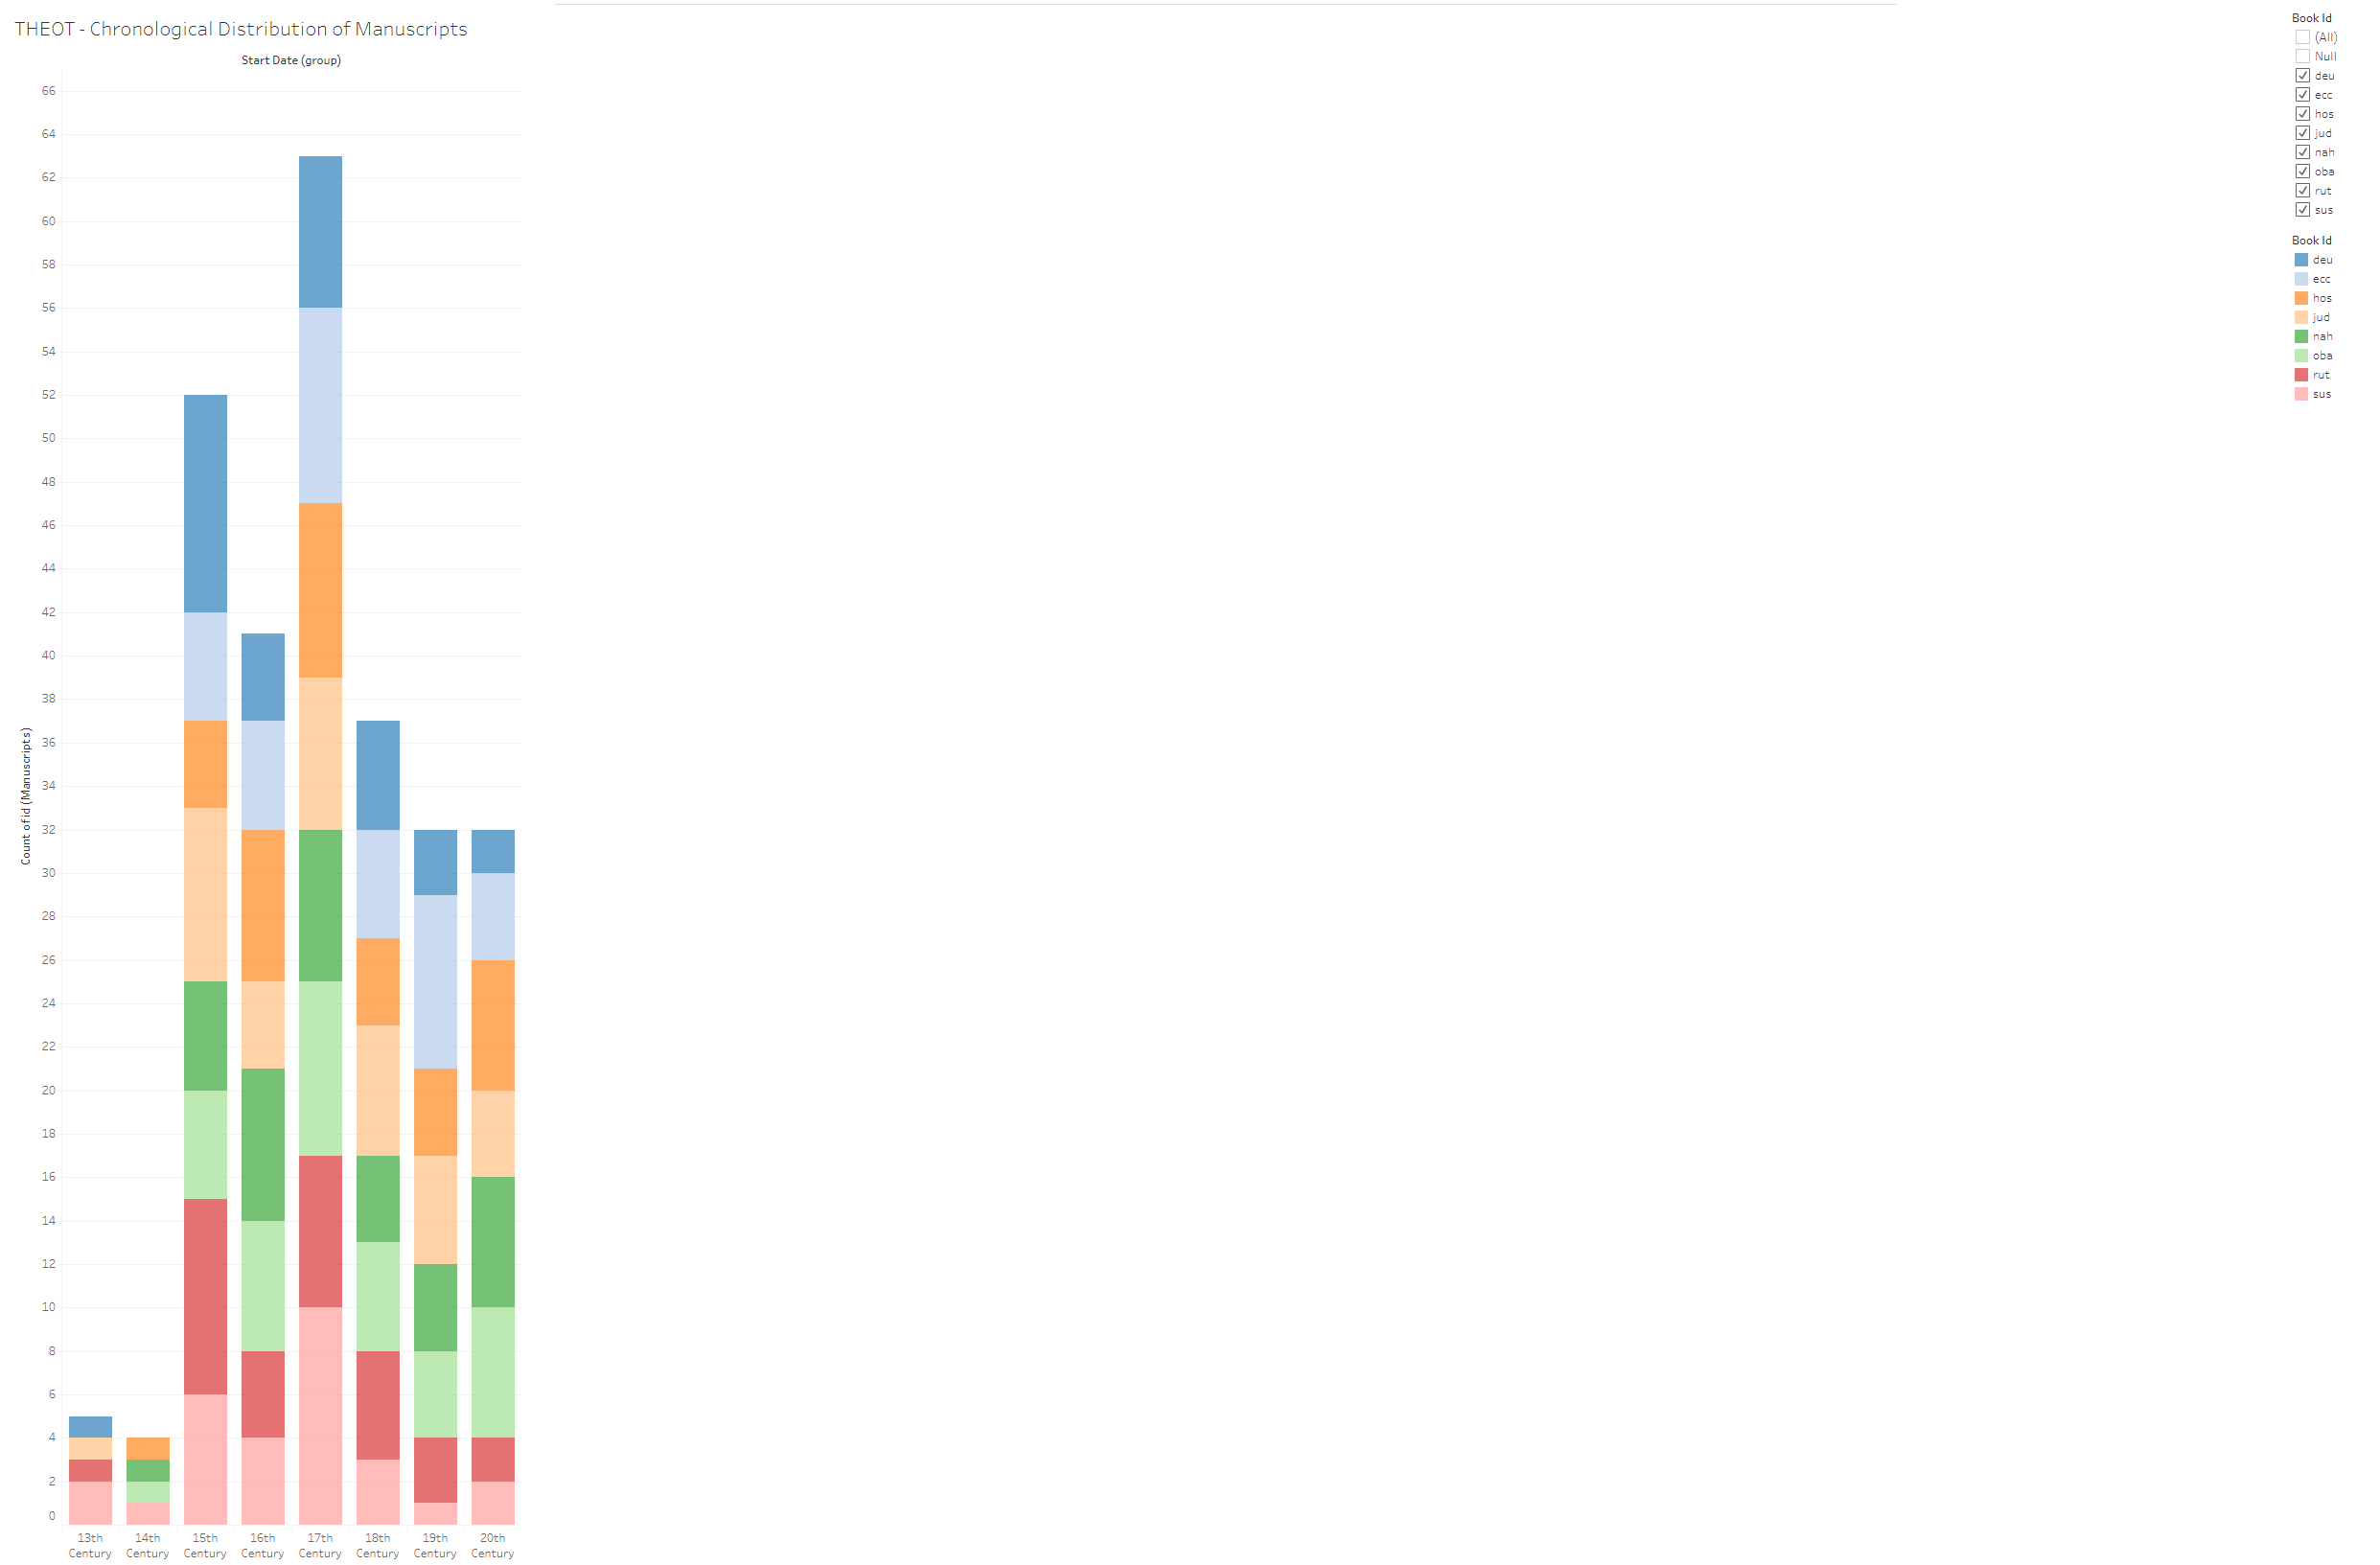 THEOT - Chronological Distribution of Manuscripts
Start Date (group)
66
64
62
60
58
56
54
52
50
48
46
44
42
40
38
36
34
32
30
28
26
24
22
20
18
16
14
12
10
8
6
4
2
0
Count of id (Manuscripts)
13th Century
14th Century
15th Century
16th Century
17th Century
18th Century
19th Century
20th Century
Book Id
(All)
Null
deu
ecc
hos
jud
nah
oba
rut
sus
Book Id
deu
ecc
hos
jud
nah
oba
rut
sus